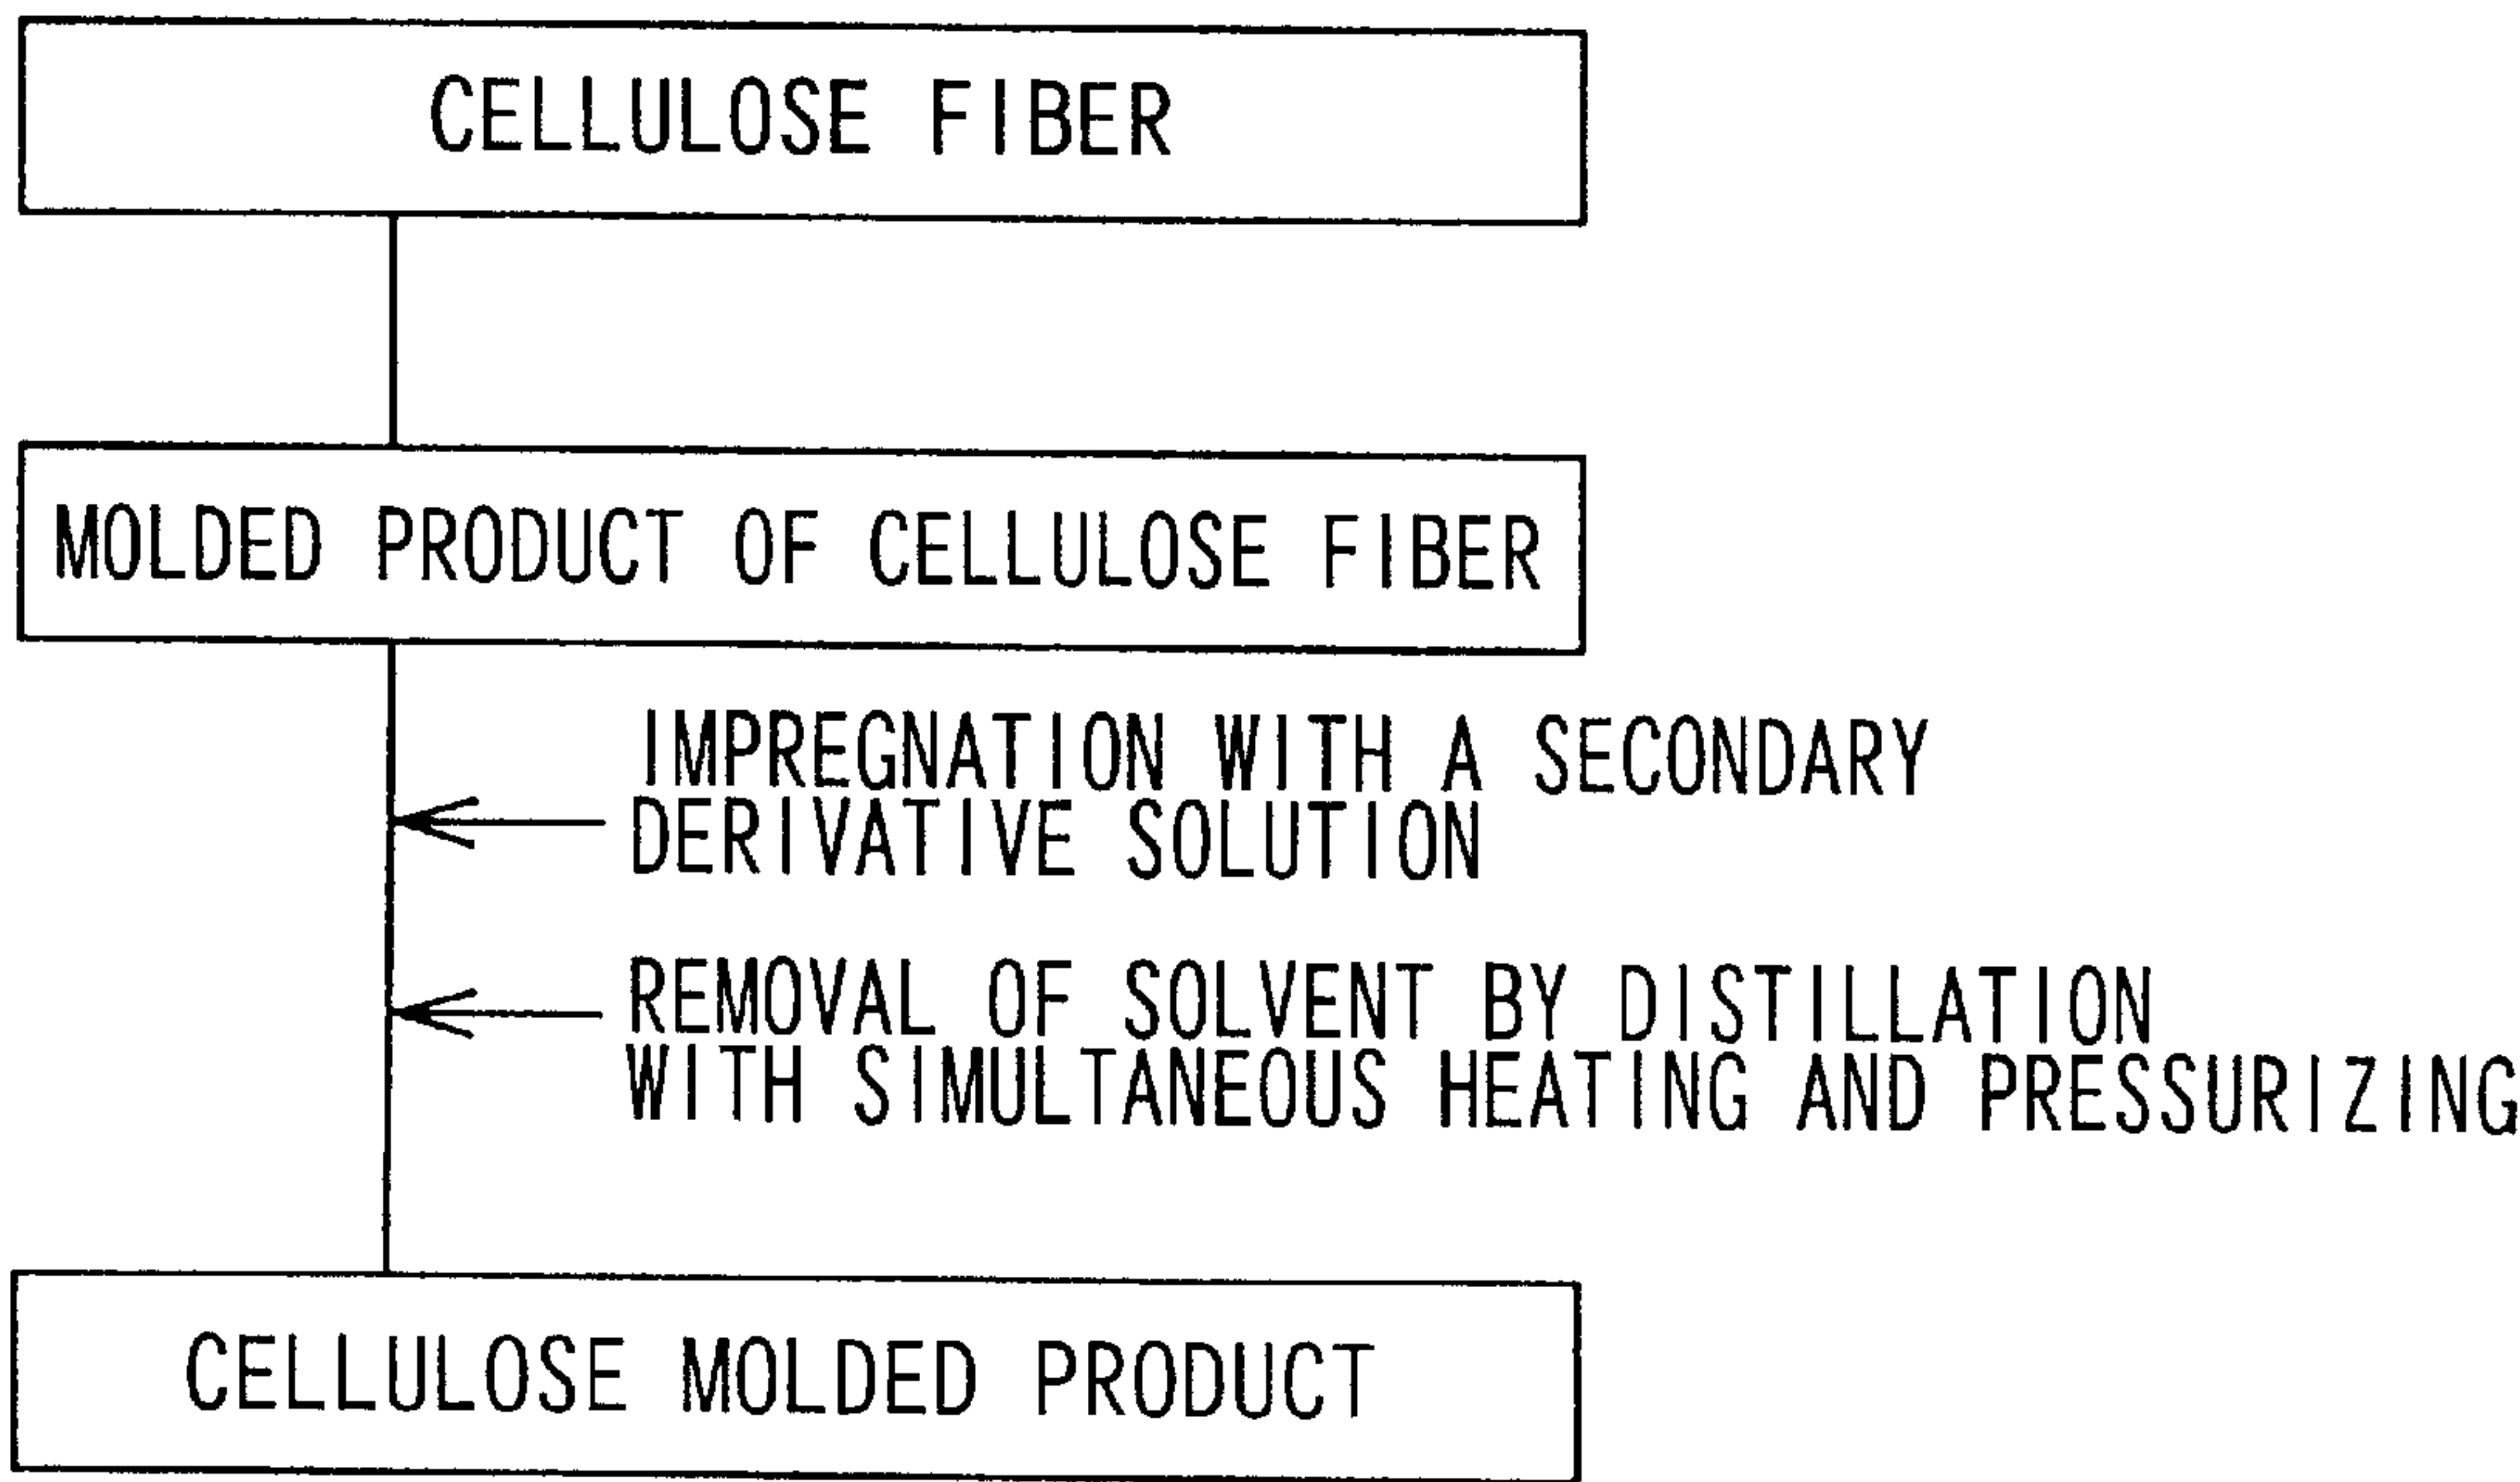 CELLULOSE FIBER
MOLDED PRODUCT OF CELLULOSE FIBER
IMPREGNATION WITH A SECONDARY
DERIVATIVE SOLUTION
REMOVAL OF SOLVENT BY DISTILLATION
WITH SIMULTANEOUS HEATING AND PRESSURIZING
CELLULOSE MOLDED PRODUCT